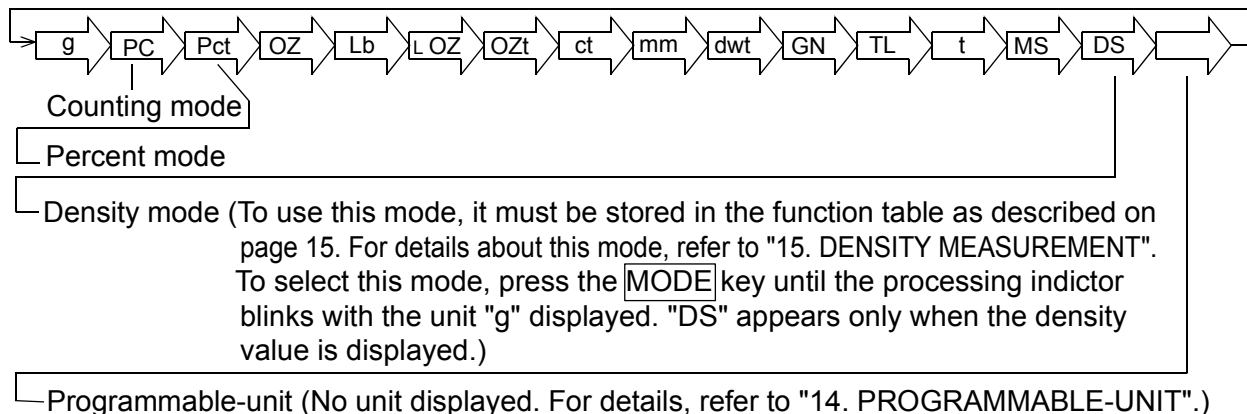 g PC Pct OZ Lb L OZ OZt ct mm dwt GN TL t MS DS
Counting mode
Percent mode
Density mode (To use this mode, it must be stored in the function table as described on
page 15. For details about this mode, refer to "15. DENSITY MEASUREMENT".
To select this mode, press the MODE key until the processing indictor
blinks with the unit "g" displayed. "DS" appears only when the density
value is displayed.)
Programmable-unit (No unit displayed. For details, refer to "14. PROGRAMMABLE-UNIT".)